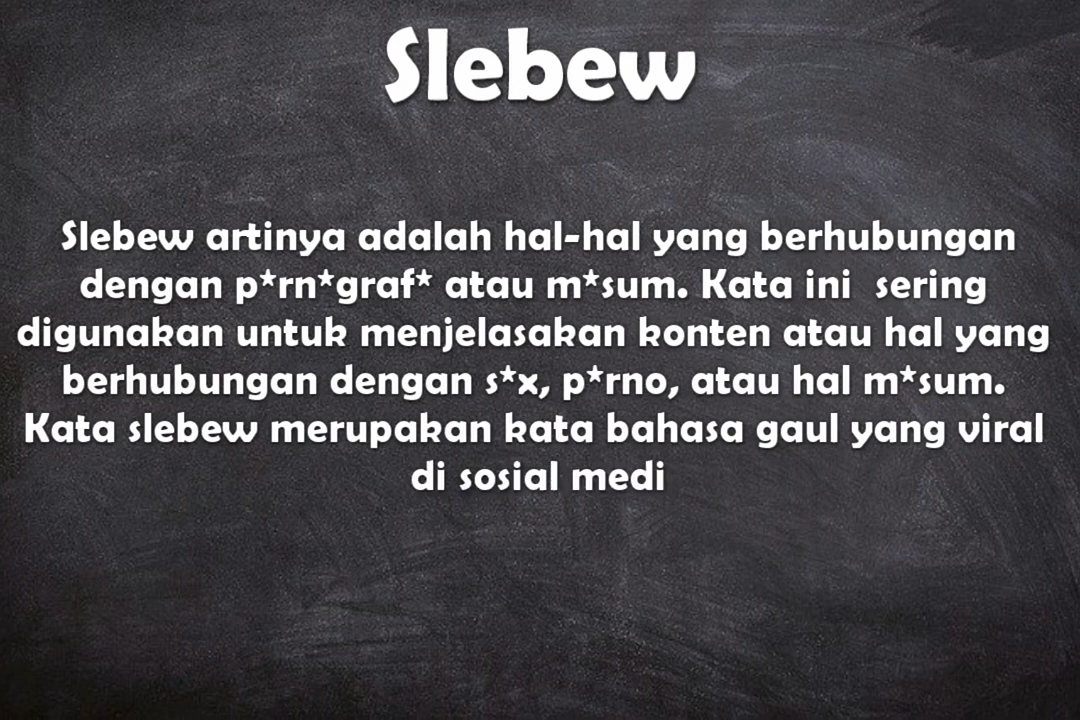 Slebew
Slebew artinya adalah hal-hal yang berhubungan
dengan p*rn*graf* atau m*sum. Kata ini  sering
digunakan untuk menjelasakan konten atau hal yang
berhubungan dengan s*x, p*rno, atau hal m*sum.
Kata slebew merupakan kata bahasa gaul yang viral
di sosial medi